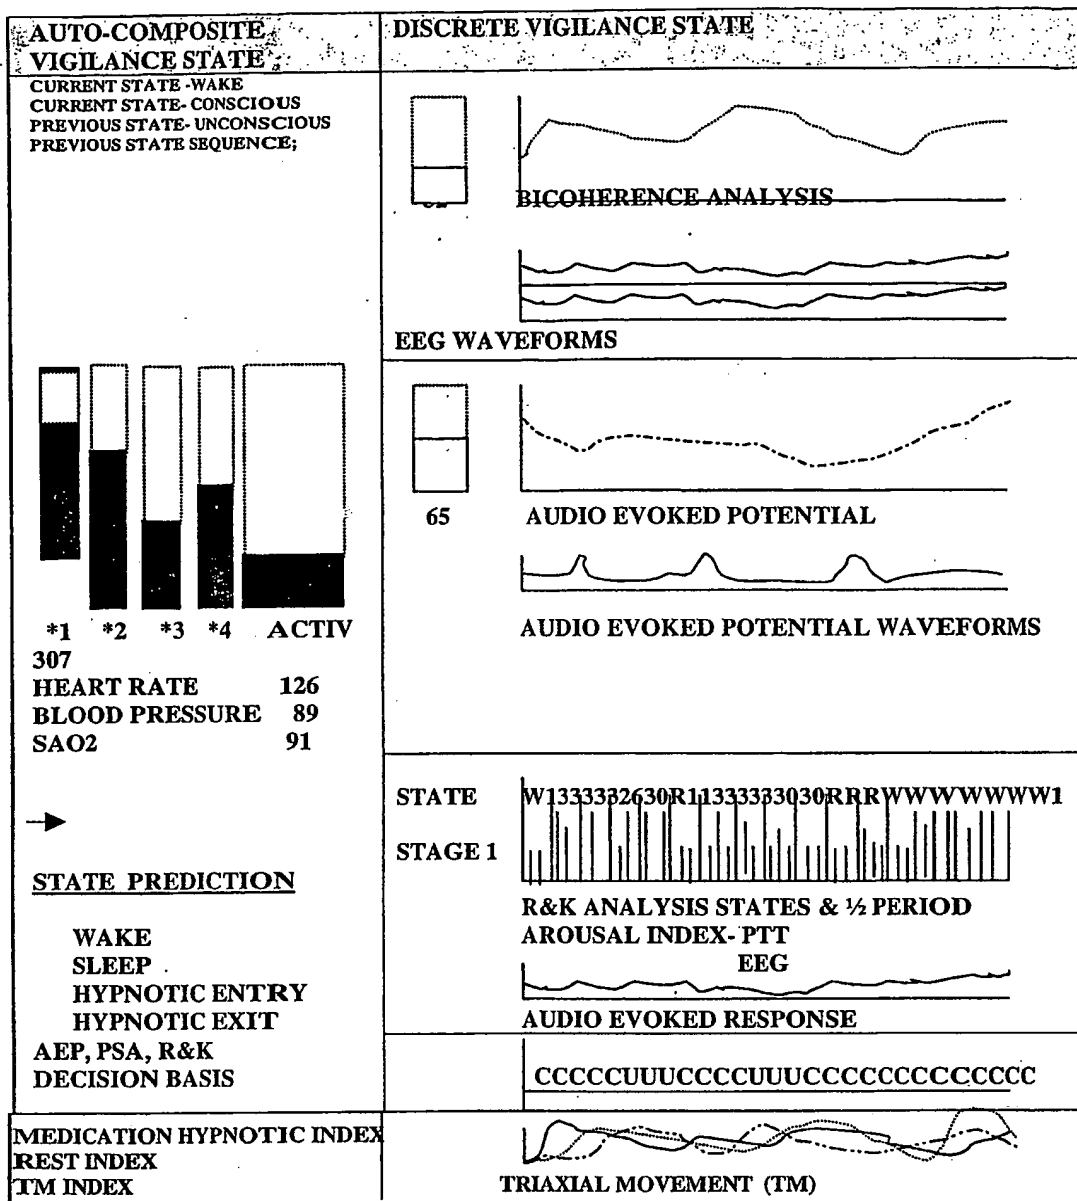 AUTO-COMPOSITE
VIGILANCE STATE
CURRENT STATE -WAKE
CURRENT STATE- CONSCIOUS
PREVIOUS STATE- UNCONSCIOUS
PREVIOUS STATE SEQUENCE;
*1 *2 *3 *4 ACTIV
307
HEART RATE 126
BLOOD PRESSURE 89
SAO2 91
STATE PREDICTION
WAKE
SLEEP
HYPNOTIC ENTRY
HYPNOTIC EXIT
AEP, PSA, R&K
DECISION BASIS
MEDICATION HYPNOTIC INDEX
REST INDEX
TM INDEX
DISCRETE VIGILANCE STATE
BICOHERENCE ANALYSIS
EEG WAVEFORMS
65 AUDIO EVOKED POTENTIAL
AUDIO EVOKED POTENTIAL WAVEFORMS
STATE W1333332630R11333333030RRRWWWWWWWW1
STAGE 1
R&K ANALYSIS STATES & ½ PERIOD
AROUSAL INDEX- PTT
EEG
AUDIO EVOKED RESPONSE
CCCCCUUUCCCCUUUCCCCCCCCCCCCCC
TRIAXIAL MOVEMENT (TM)